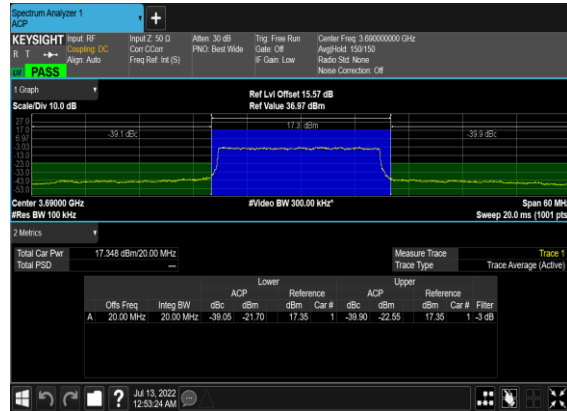 Spectrum Analyzer 1
ACP
+
KEYSIGHT Input: RF Input Z: 50 Ω Atten: 30 dB Trig: Free Run Center Freq: 3.690000000 GHz
R T Coupling: DC Corr CCorr PNO: Best Wide Gate: Off Avg|Hold: 150/150
Align: Auto Freq Ref: Int (S) IF Gain: Low Radio Std: None
LW PASS Noise Correction: Off
1 Graph Ref Lvl Offset 15.57 dB
Scale/Div 10.0 dB Ref Value 36.97 dBm
27.0
17.0 17.3 dBm
6.97 -39.1 dBc -39.9 dBc
-3.03
-13.0
-23.0
-33.0
-43.0
-53.0
Center 3.69000 GHz #Video BW 300.00 kHz* Span 60 MHz
#Res BW 100 kHz Sweep 20.0 ms (1001 pts)
2 Metrics
Total Car Pwr 17.348 dBm/20.00 MHz Measure Trace Trace 1
Total PSD --- Trace Type Trace Average (Active)
Lower Upper
ACP Reference ACP Reference
Offs Freq Integ BW dBc dBm dBm Car # dBc dBm dBm Car # Filter
A 20.00 MHz 20.00 MHz -39.05 -21.70 17.35 1 -39.90 -22.55 17.35 1 -3 dB
? Jul 13, 2022
12:53:24 AM